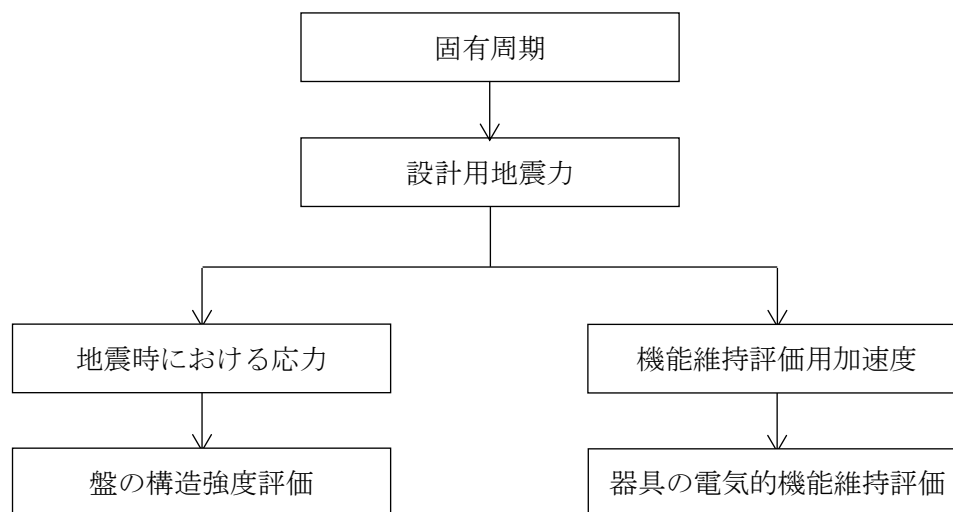 固有周期
設計用地震力
地震時における応力
機能維持評価用加速度
盤の構造強度評価
器具の電気的機能維持評価